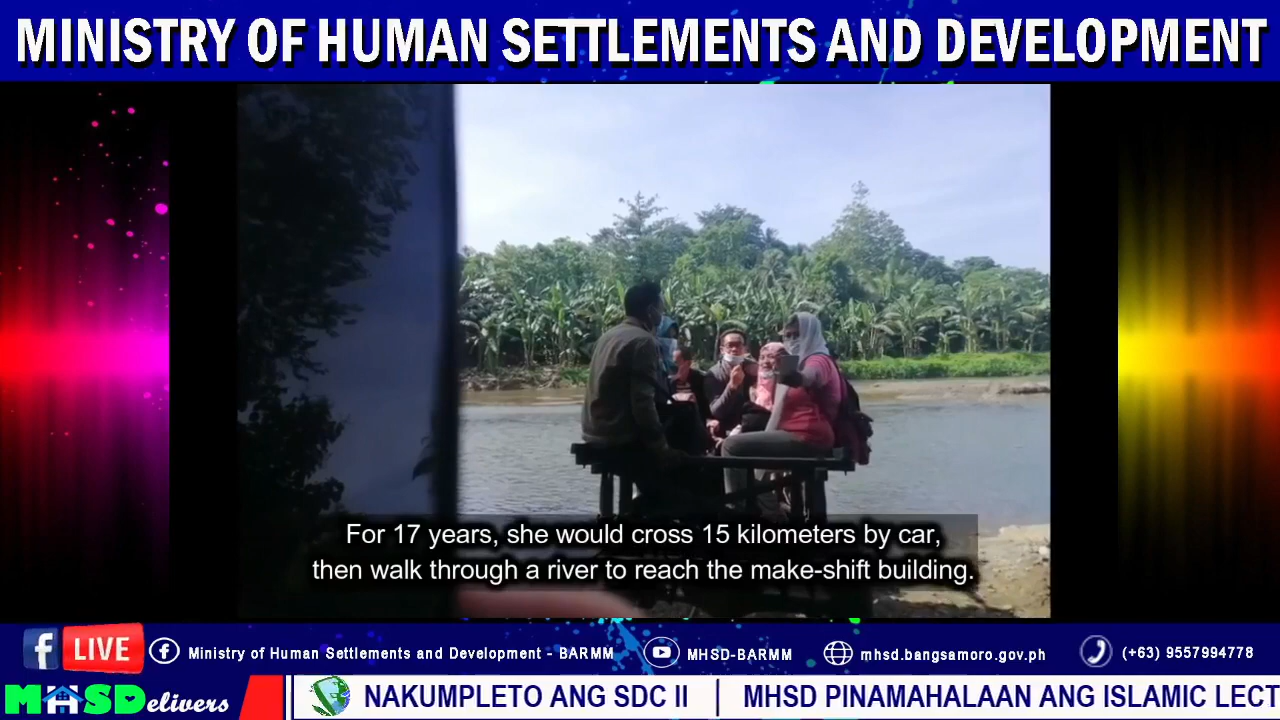 MINISTRY OF HUMAN SETTLEMENTS AND DEVELOPMENT
For 17 years, she would cross 15 kilometers by car,
then walk through a river to reach the make-shift building.
f LIVE
Ministry of Human Settlements and Development - BARMM
MHSD-BARMM
mhsd.bangsamoro.gov.ph
(+63) 9557994778
MHSDelivers
NAKUMPLETO ANG SDC II | MHSD PINAMAHALAAN ANG ISLAMIC LECT